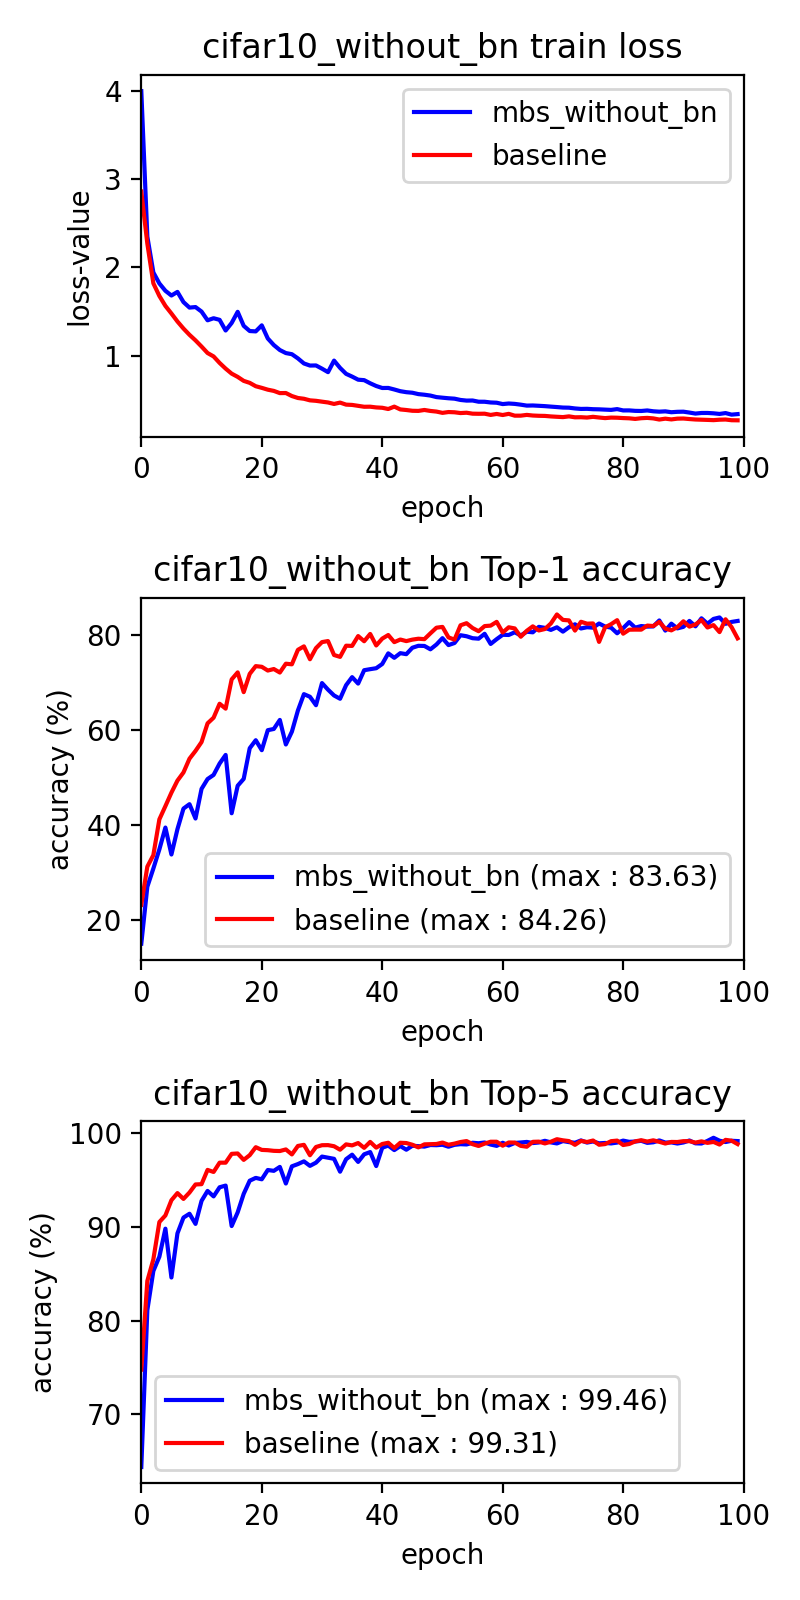 cifar10_without_bn train loss
4
3
2
1
loss-value
mbs_without_bn
baseline
0 20 40 60 80 100
epoch
cifar10_without_bn Top-1 accuracy
80
60
40
20
accuracy (%)
mbs_without_bn (max : 83.63)
baseline (max : 84.26)
0 20 40 60 80 100
epoch
cifar10_without_bn Top-5 accuracy
100
90
80
70
accuracy (%)
mbs_without_bn (max : 99.46)
baseline (max : 99.31)
0 20 40 60 80 100
epoch